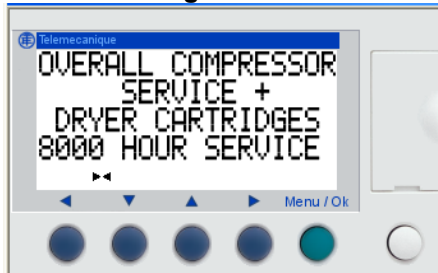 Telemecanique
OVERALL COMPRESSOR
SERVICE +
DRYER CARTRIDGES
8000 HOUR SERVICE
Menu / Ok